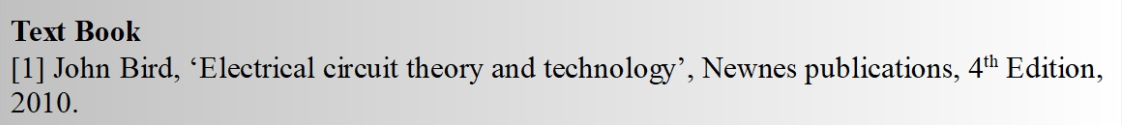 Text Book
[1] John Bird, ‘Electrical circuit theory and technology’, Newnes publications, 4th Edition,
2010.